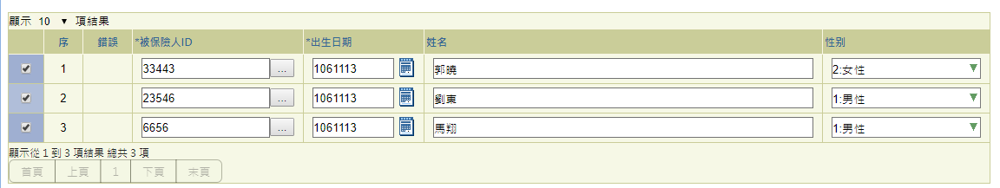 顯示 10 ▼ 項結果
序 錯誤 *被保險人ID *出生日期 姓名 性別
1 33443 ... 1061113 郭曉 2:女性
2 23546 ... 1061113 劉東 1:男性
3 6656 ... 1061113 馬翔 1:男性
顯示從 1 到 3 項結果 總共 3 項
首頁 上頁 1 下頁 末頁